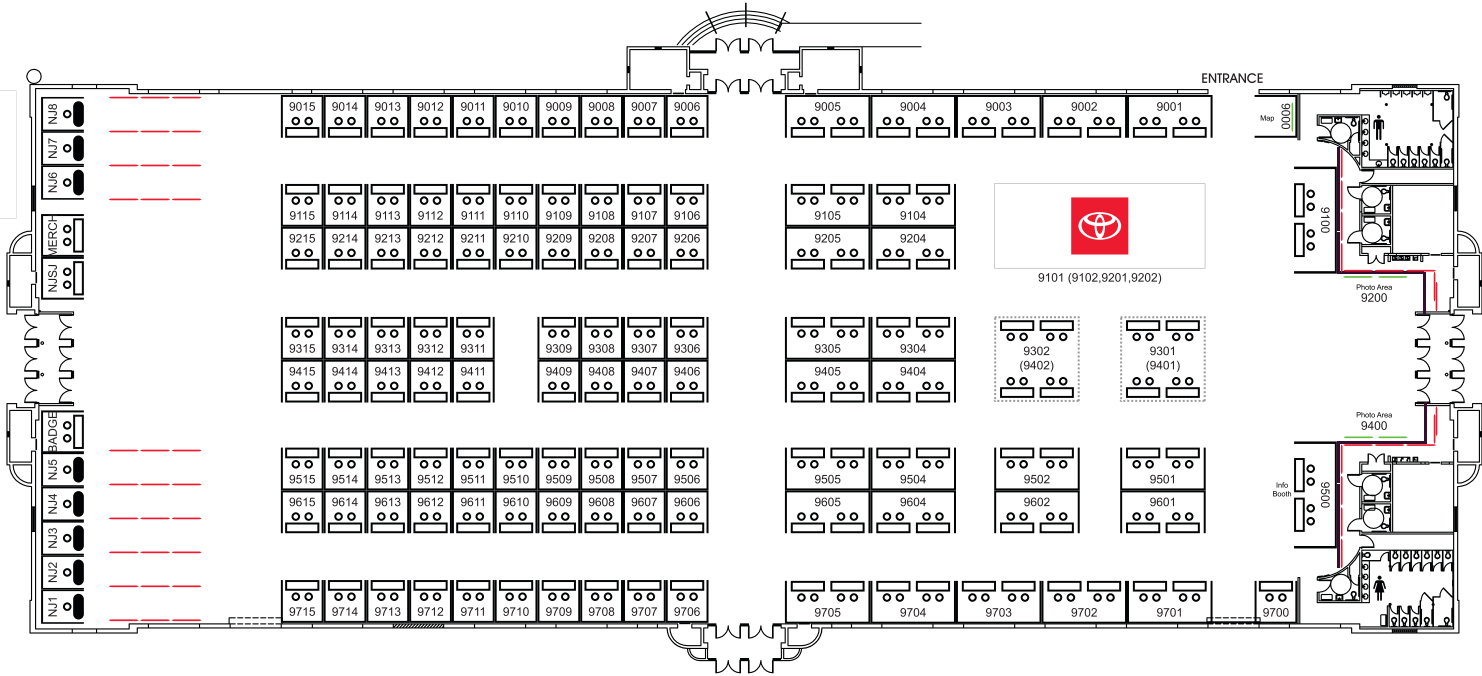 ENTRANCE
NJ8
9015 9014 9013 9012 9011 9010 9009 9008 9007 9006 9005 9004 9003 9002 9001
Map
9000
NJ7
NJ6
9115 9114 9113 9112 9111 9110 9109 9108 9107 9106 9105 9104
9100
MERCH
9215 9214 9213 9212 9211 9210 9209 9208 9207 9206 9205 9204
NJSJ
9101 (9102,9201,9202)
Photo Area
9200
9315 9314 9313 9312 9311 9309 9308 9307 9306 9305 9304
9302
(9402)
9301
(9401)
9415 9414 9413 9412 9411 9409 9408 9407 9406 9405 9404
Photo Area
9400
BADGE
NJ5
9515 9514 9513 9512 9511 9510 9509 9508 9507 9506 9505 9504 9502 9501
Info
Booth
9500
NJ4
9615 9614 9613 9612 9611 9610 9609 9608 9607 9606 9605 9604 9602 9601
NJ3
NJ2
NJ1
9715 9714 9713 9712 9711 9710 9709 9708 9707 9706 9705 9704 9703 9702 9701 9700